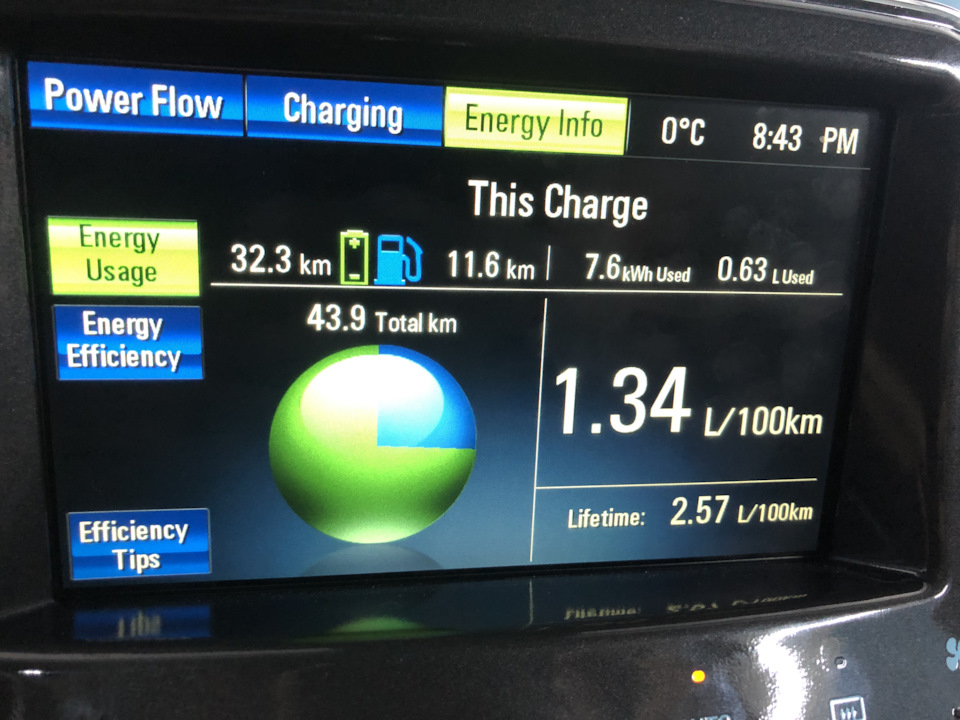 Power Flow
Charging
Energy Info
0°C
8:43 PM
This Charge
Energy
Usage
32.3 km
11.6 km
7.6 kWh Used
0.63 L Used
43.9 Total km
Energy
Efficiency
1.34 L/100km
Lifetime: 2.57 L/100km
Efficiency
Tips